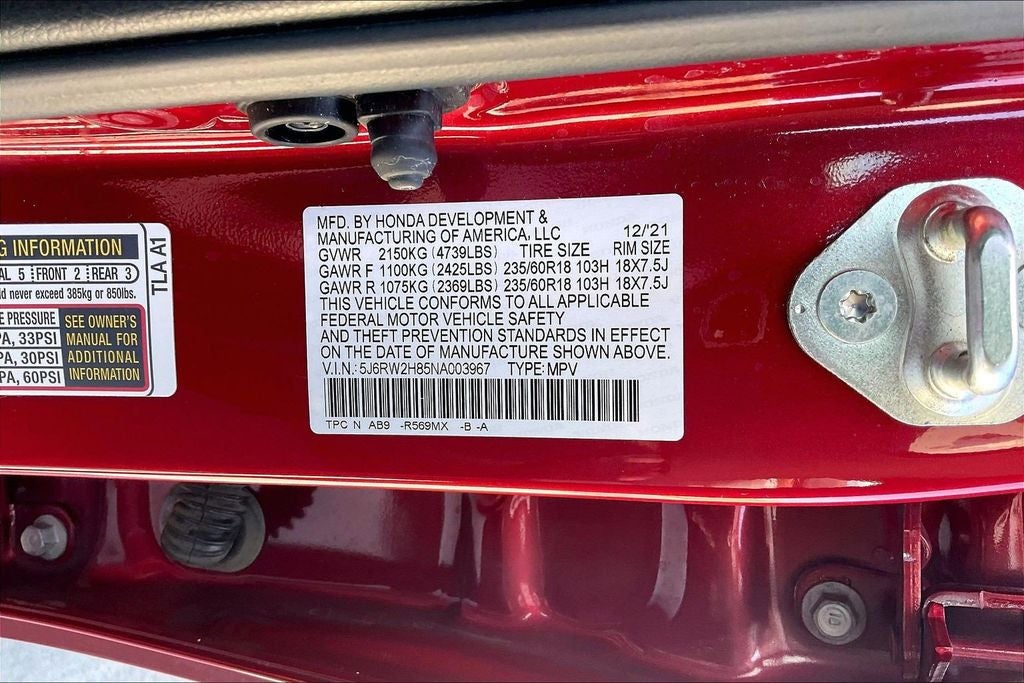 G INFORMATION
AL 5 FRONT 2 REAR 3
ld never exceed 385kg or 850lbs.
E PRESSURE
PA, 33PSI
PA, 30PSI
PA, 60PSI
SEE OWNER'S
MANUAL FOR
ADDITIONAL
INFORMATION
TLA A1
MFD. BY HONDA DEVELOPMENT &
MANUFACTURING OF AMERICA, LLC 12/'21
GVWR 2150KG (4739LBS) TIRE SIZE RIM SIZE
GAWR F 1100KG (2425LBS) 235/60R18 103H 18X7.5J
GAWR R 1075KG (2369LBS) 235/60R18 103H 18X7.5J
THIS VEHICLE CONFORMS TO ALL APPLICABLE
FEDERAL MOTOR VEHICLE SAFETY
AND THEFT PREVENTION STANDARDS IN EFFECT
ON THE DATE OF MANUFACTURE SHOWN ABOVE.
V.I.N.: 5J6RW2H85NA003967 TYPE: MPV
TPC N AB9 -R569MX -B -A